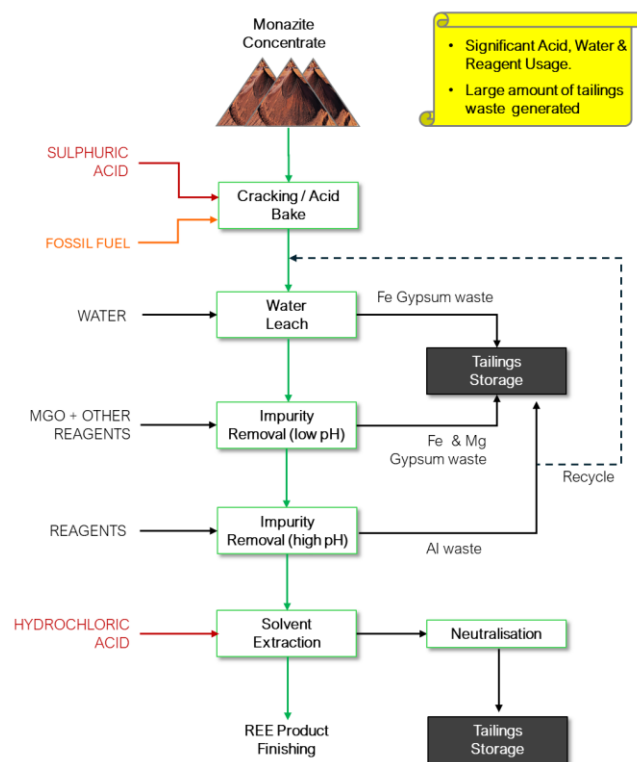 Monazite
Concentrate
• Significant Acid, Water &
Reagent Usage.
• Large amount of tailings
waste generated
SULPHURIC
ACID
Cracking / Acid
Bake
FOSSIL FUEL
WATER
Water
Leach
Fe Gypsum waste
Tailings
Storage
MGO + OTHER
REAGENTS
Impurity
Removal (low pH)
Fe & Mg
Gypsum waste
Recycle
REAGENTS
Impurity
Removal (high pH)
Al waste
HYDROCHLORIC
ACID
Solvent
Extraction
Neutralisation
REE Product
Finishing
Tailings
Storage